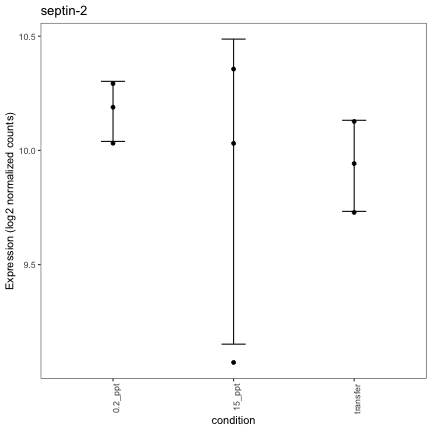 septin-2
Expression (log2 normalized counts)
10.5
10.0
9.5
0.2_ppt
15_ppt
transfer
condition